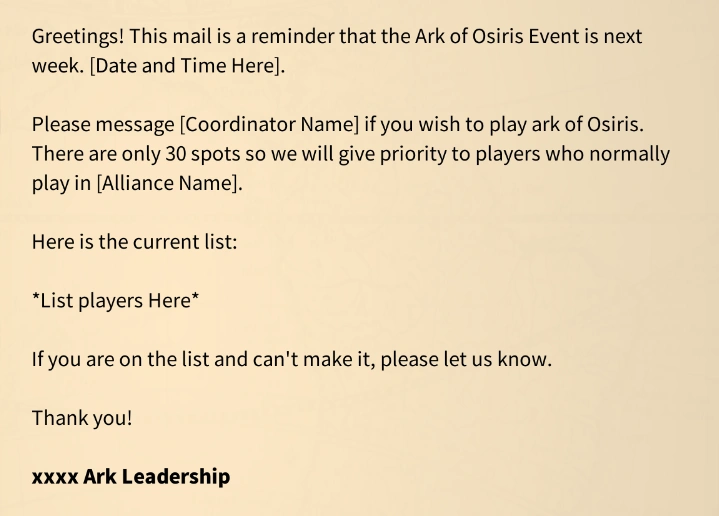 Greetings! This mail is a reminder that the Ark of Osiris Event is next
week. [Date and Time Here].
Please message [Coordinator Name] if you wish to play ark of Osiris.
There are only 30 spots so we will give priority to players who normally
play in [Alliance Name].
Here is the current list:
*List players Here*
If you are on the list and can't make it, please let us know.
Thank you!
xxxx Ark Leadership